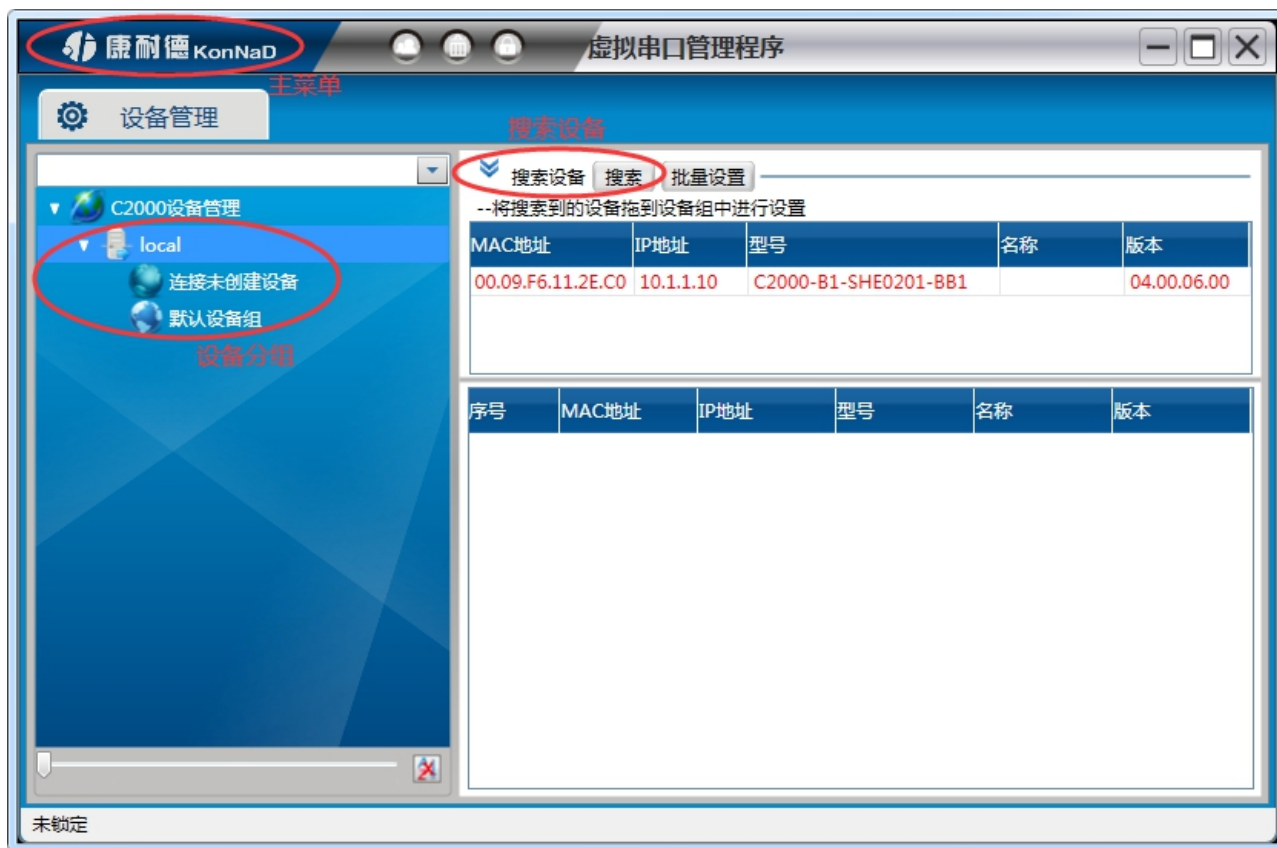 康耐德 KonNaD
虚拟串口管理程序
主菜单
设备管理
搜索设备
搜索设备 搜索 批量设置
--将搜索到的设备拖到设备组中进行设置
C2000设备管理
local
连接未创建设备
默认设备组
设备分组
MAC地址 IP地址 型号 名称 版本
00.09.F6.11.2E.C0 10.1.1.10 C2000-B1-SHE0201-BB1 04.00.06.00
序号 MAC地址 IP地址 型号 名称 版本
未锁定